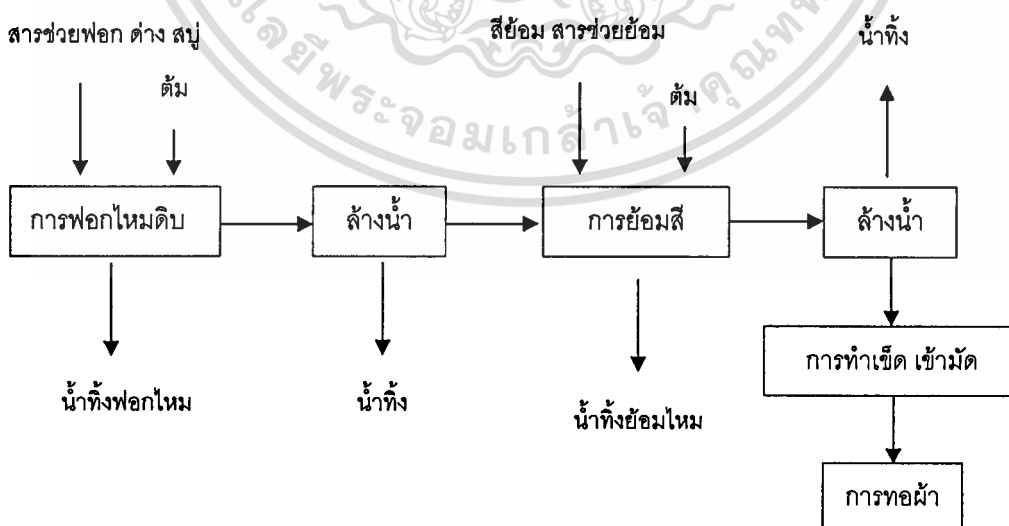 สารช่วยฟอก ด่าง สบู่
สีย้อม สารช่วยย้อม
น้ำทิ้ง
ต้ม
ต้ม
การฟอกไหมดิบ
ล้างน้ำ
การย้อมสี
ล้างน้ำ
น้ำทิ้งฟอกไหม
น้ำทิ้ง
น้ำทิ้งย้อมไหม
การทำเข็ด เข้ามัด
การทอผ้า